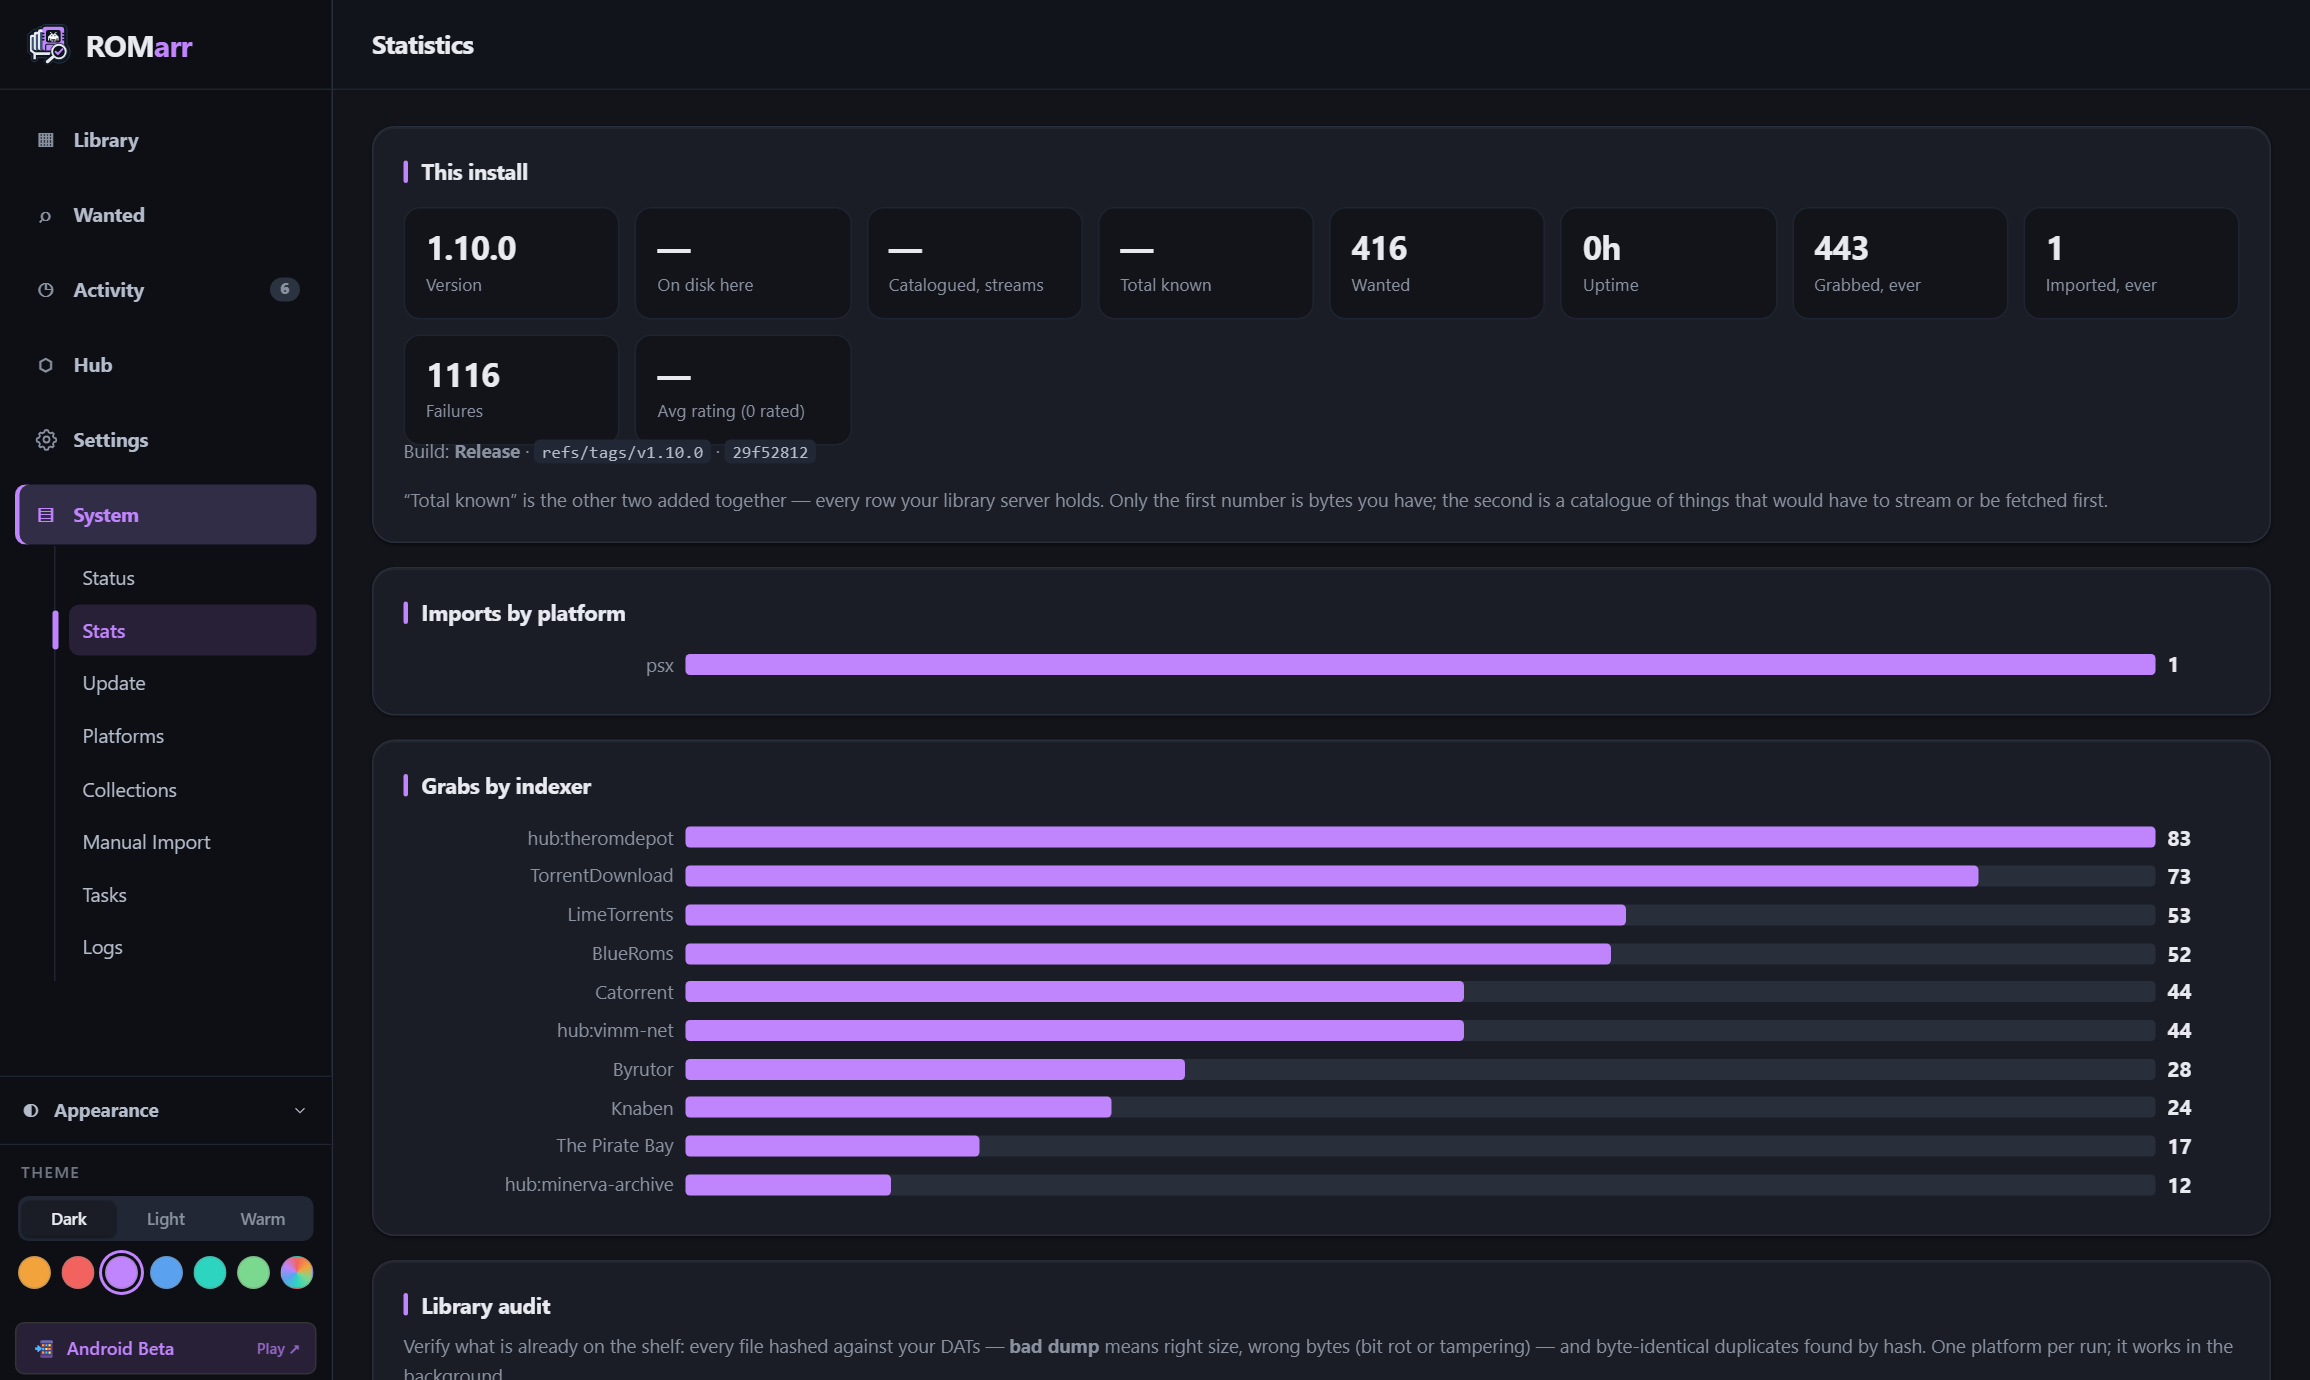 ROMarr
Statistics
Library
Wanted
Activity 6
Hub
Settings
System
Status
Stats
Update
Platforms
Collections
Manual Import
Tasks
Logs
Appearance
THEME
Dark Light Warm
Android Beta Play ↗
This install
1.10.0
Version
—
On disk here
—
Catalogued, streams
—
Total known
416
Wanted
0h
Uptime
443
Grabbed, ever
1
Imported, ever
1116
Failures
—
Avg rating (0 rated)
Build: Release · refs/tags/v1.10.0 · 29f52812
“Total known” is the other two added together — every row your library server holds. Only the first number is bytes you have; the second is a catalogue of things that would have to stream or be fetched first.
Imports by platform
psx 1
Grabs by indexer
hub:theromdepot 83
TorrentDownload 73
LimeTorrents 53
BlueRoms 52
Catorrent 44
hub:vimm-net 44
Byrutor 28
Knaben 24
The Pirate Bay 17
hub:minerva-archive 12
Library audit
Verify what is already on the shelf: every file hashed against your DATs — bad dump means right size, wrong bytes (bit rot or tampering) — and byte-identical duplicates found by hash. One platform per run; it works in the
background